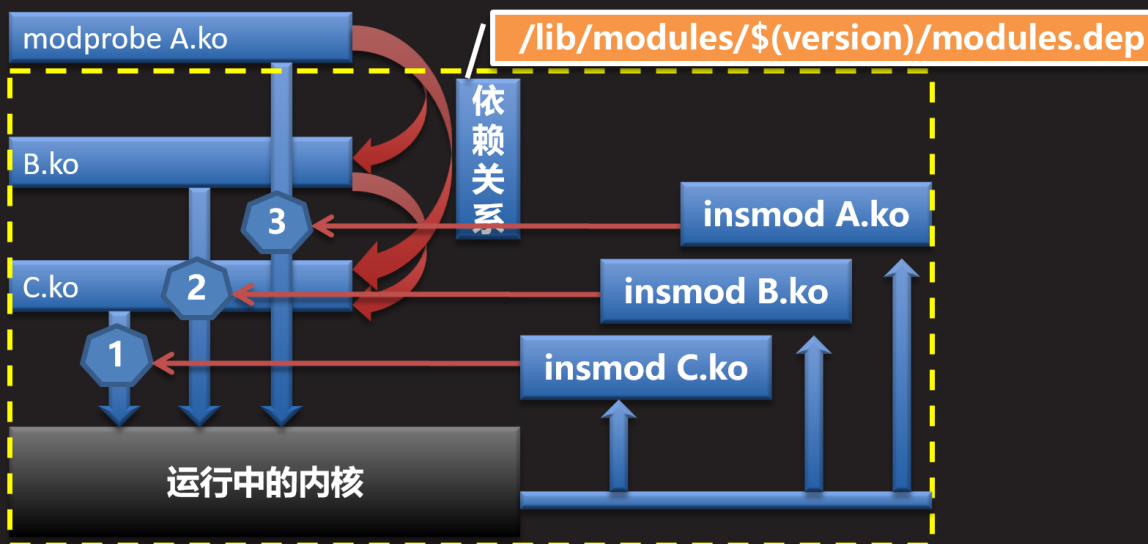 modprobe A.ko
/lib/modules/$(version)/modules.dep
依赖关系
B.ko
3
insmod A.ko
C.ko
2
insmod B.ko
1
insmod C.ko
运行中的内核